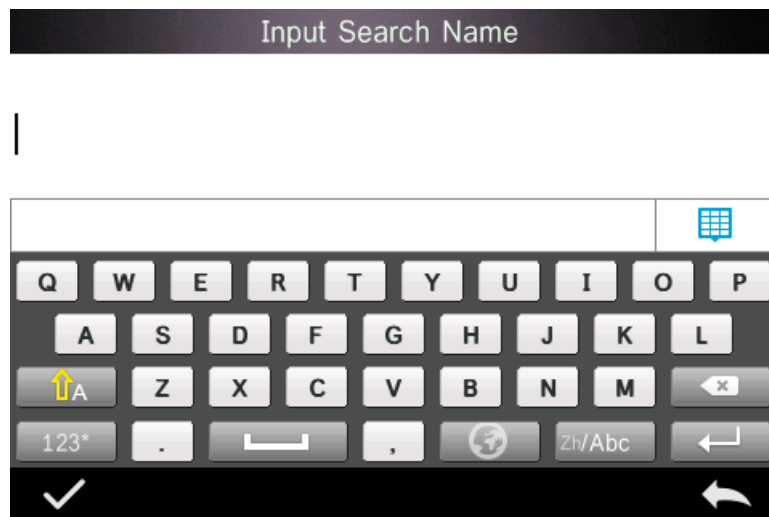 Input Search Name
Q W E R T Y U I O P
A S D F G H J K L
A Z X C V B N M
123* . , Zh/Abc